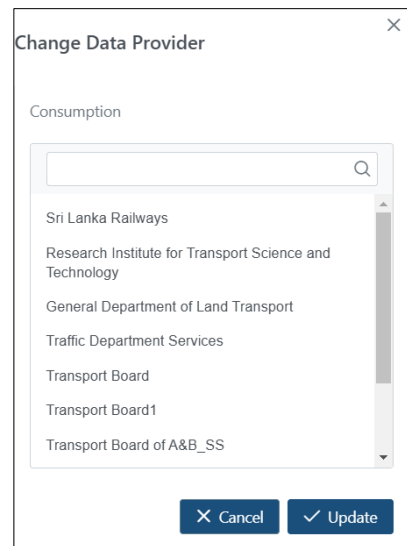 Change Data Provider
Consumption
Sri Lanka Railways
Research Institute for Transport Science and
Technology
General Department of Land Transport
Traffic Department Services
Transport Board
Transport Board1
Transport Board of A&B_SS
Cancel
Update